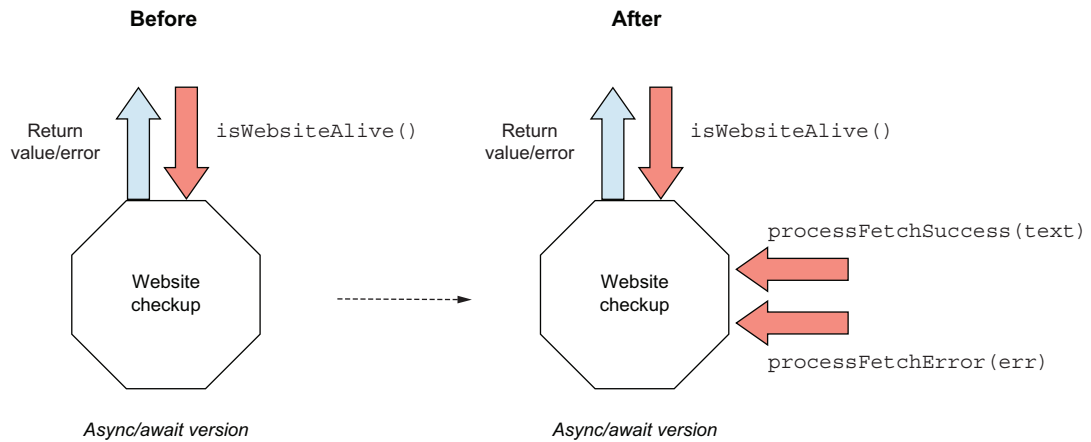 Before
Return
value/error
isWebsiteAlive()
Website
checkup
Async/await version
After
Return
value/error
isWebsiteAlive()
processFetchSuccess(text)
Website
checkup
processFetchError(err)
Async/await version